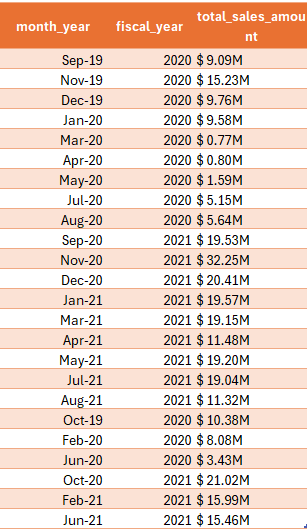 month_year fiscal_year total_sales_amou
nt
Sep-19 2020 $ 9.09M
Nov-19 2020 $ 15.23M
Dec-19 2020 $ 9.76M
Jan-20 2020 $ 9.58M
Mar-20 2020 $ 0.77M
Apr-20 2020 $ 0.80M
May-20 2020 $ 1.59M
Jul-20 2020 $ 5.15M
Aug-20 2020 $ 5.64M
Sep-20 2021 $ 19.53M
Nov-20 2021 $ 32.25M
Dec-20 2021 $ 20.41M
Jan-21 2021 $ 19.57M
Mar-21 2021 $ 19.15M
Apr-21 2021 $ 11.48M
May-21 2021 $ 19.20M
Jul-21 2021 $ 19.04M
Aug-21 2021 $ 11.32M
Oct-19 2020 $ 10.38M
Feb-20 2020 $ 8.08M
Jun-20 2020 $ 3.43M
Oct-20 2021 $ 21.02M
Feb-21 2021 $ 15.99M
Jun-21 2021 $ 15.46M